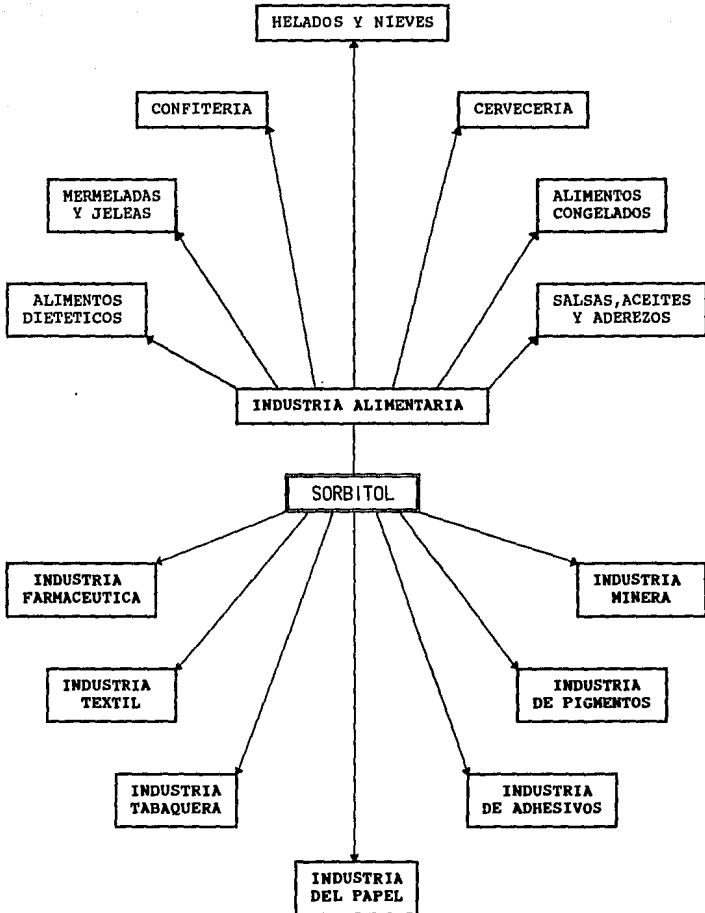 HELADOS Y NIEVES
CONFITERIA
CERVECERIA
MERMELADAS
Y JELEAS
ALIMENTOS
CONGELADOS
ALIMENTOS
DIETETICOS
SALSAS, ACEITES
Y ADEREZOS
INDUSTRIA ALIMENTARIA
SORBITOL
INDUSTRIA
FARMACEUTICA
INDUSTRIA
MINERA
INDUSTRIA
TEXTIL
INDUSTRIA
DE PIGMENTOS
INDUSTRIA
TABAQUERA
INDUSTRIA
DE ADHESIVOS
INDUSTRIA
DEL PAPEL